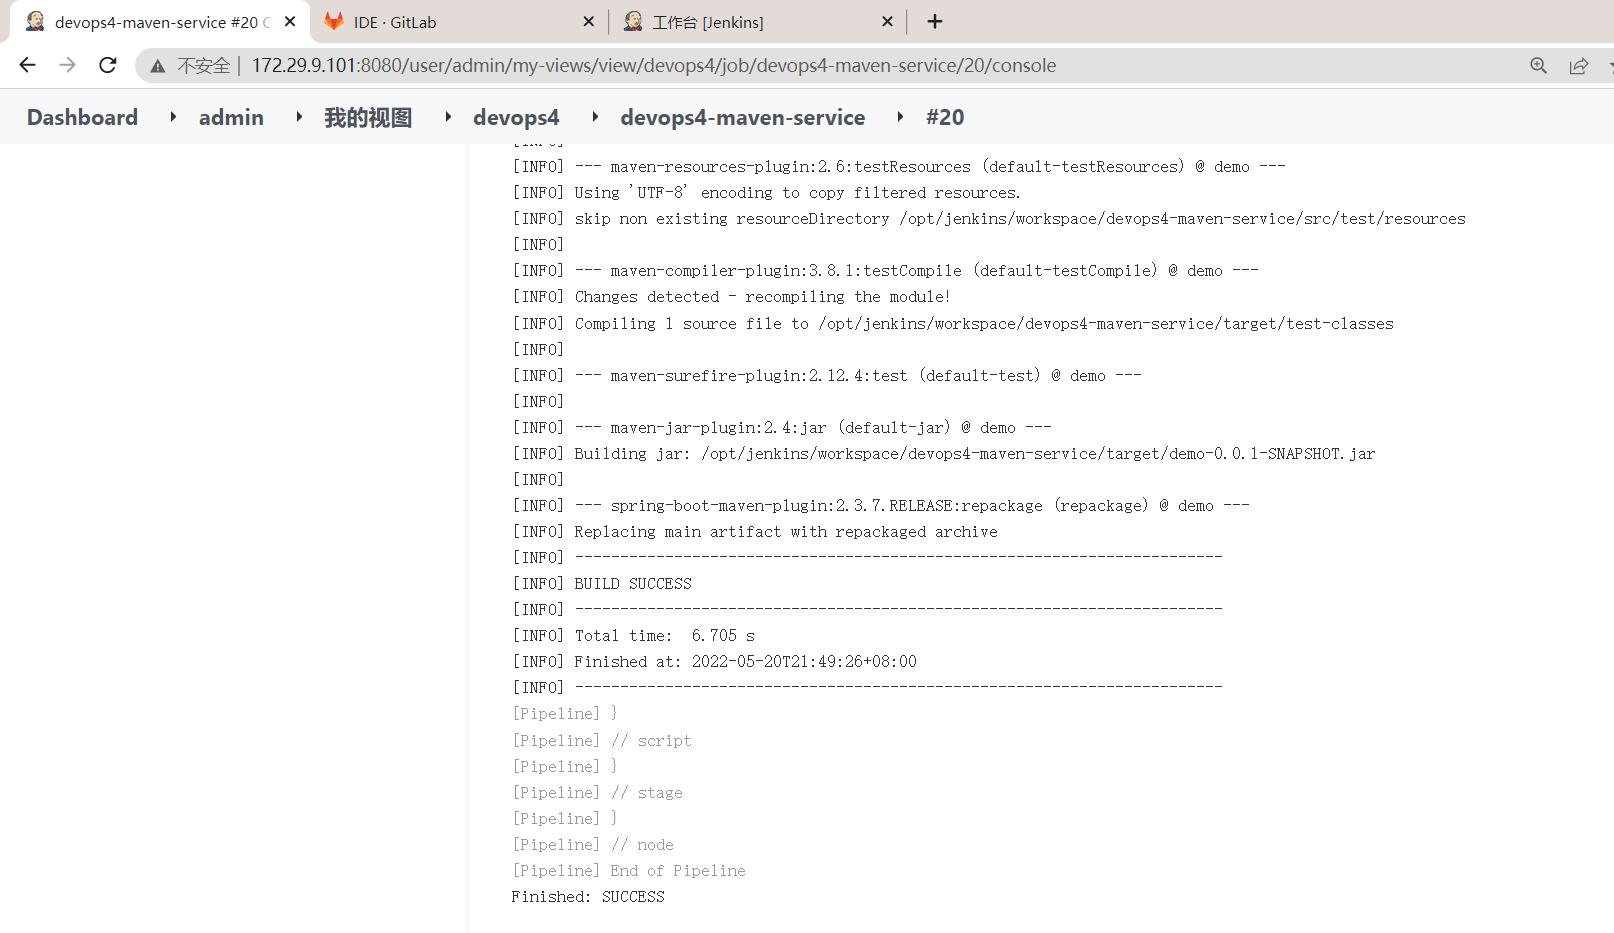 devops4-maven-service #20 C
IDE · GitLab
工作台 [Jenkins]
不安全 | 172.29.9.101:8080/user/admin/my-views/view/devops4/job/devops4-maven-service/20/console
Dashboard admin 我的视图 devops4 devops4-maven-service #20
[INFO]
[INFO] --- maven-resources-plugin:2.6:testResources (default-testResources) @ demo ---
[INFO] Using 'UTF-8' encoding to copy filtered resources.
[INFO] skip non existing resourceDirectory /opt/jenkins/workspace/devops4-maven-service/src/test/resources
[INFO]
[INFO] --- maven-compiler-plugin:3.8.1:testCompile (default-testCompile) @ demo ---
[INFO] Changes detected - recompiling the module!
[INFO] Compiling 1 source file to /opt/jenkins/workspace/devops4-maven-service/target/test-classes
[INFO]
[INFO] --- maven-surefire-plugin:2.12.4:test (default-test) @ demo ---
[INFO]
[INFO] --- maven-jar-plugin:2.4:jar (default-jar) @ demo ---
[INFO] Building jar: /opt/jenkins/workspace/devops4-maven-service/target/demo-0.0.1-SNAPSHOT.jar
[INFO]
[INFO] --- spring-boot-maven-plugin:2.3.7.RELEASE:repackage (repackage) @ demo ---
[INFO] Replacing main artifact with repackaged archive
[INFO] ------------------------------------------------------------------------
[INFO] BUILD SUCCESS
[INFO] ------------------------------------------------------------------------
[INFO] Total time:  6.705 s
[INFO] Finished at: 2022-05-20T21:49:26+08:00
[INFO] ------------------------------------------------------------------------
[Pipeline] }
[Pipeline] // script
[Pipeline] }
[Pipeline] // stage
[Pipeline] }
[Pipeline] // node
[Pipeline] End of Pipeline
Finished: SUCCESS